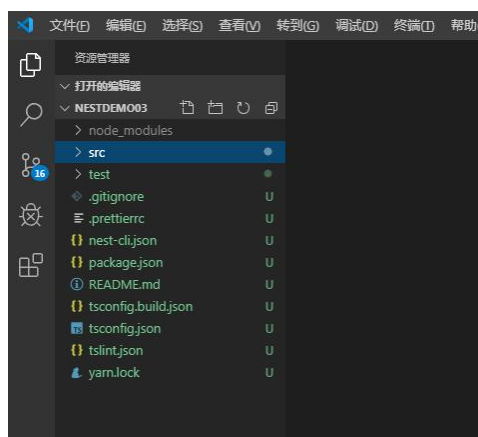 文件(F) 编辑(E) 选择(S) 查看(V) 转到(G) 调试(D) 终端(T) 帮助
资源管理器
打开的编辑器
NESTDEMO03
node_modules
src
test
.gitignore
U
.prettierrc
U
nest-cli.json
U
package.json
U
README.md
U
tsconfig.build.json
U
TS tsconfig.json
U
tslint.json
U
yarn.lock
U
16